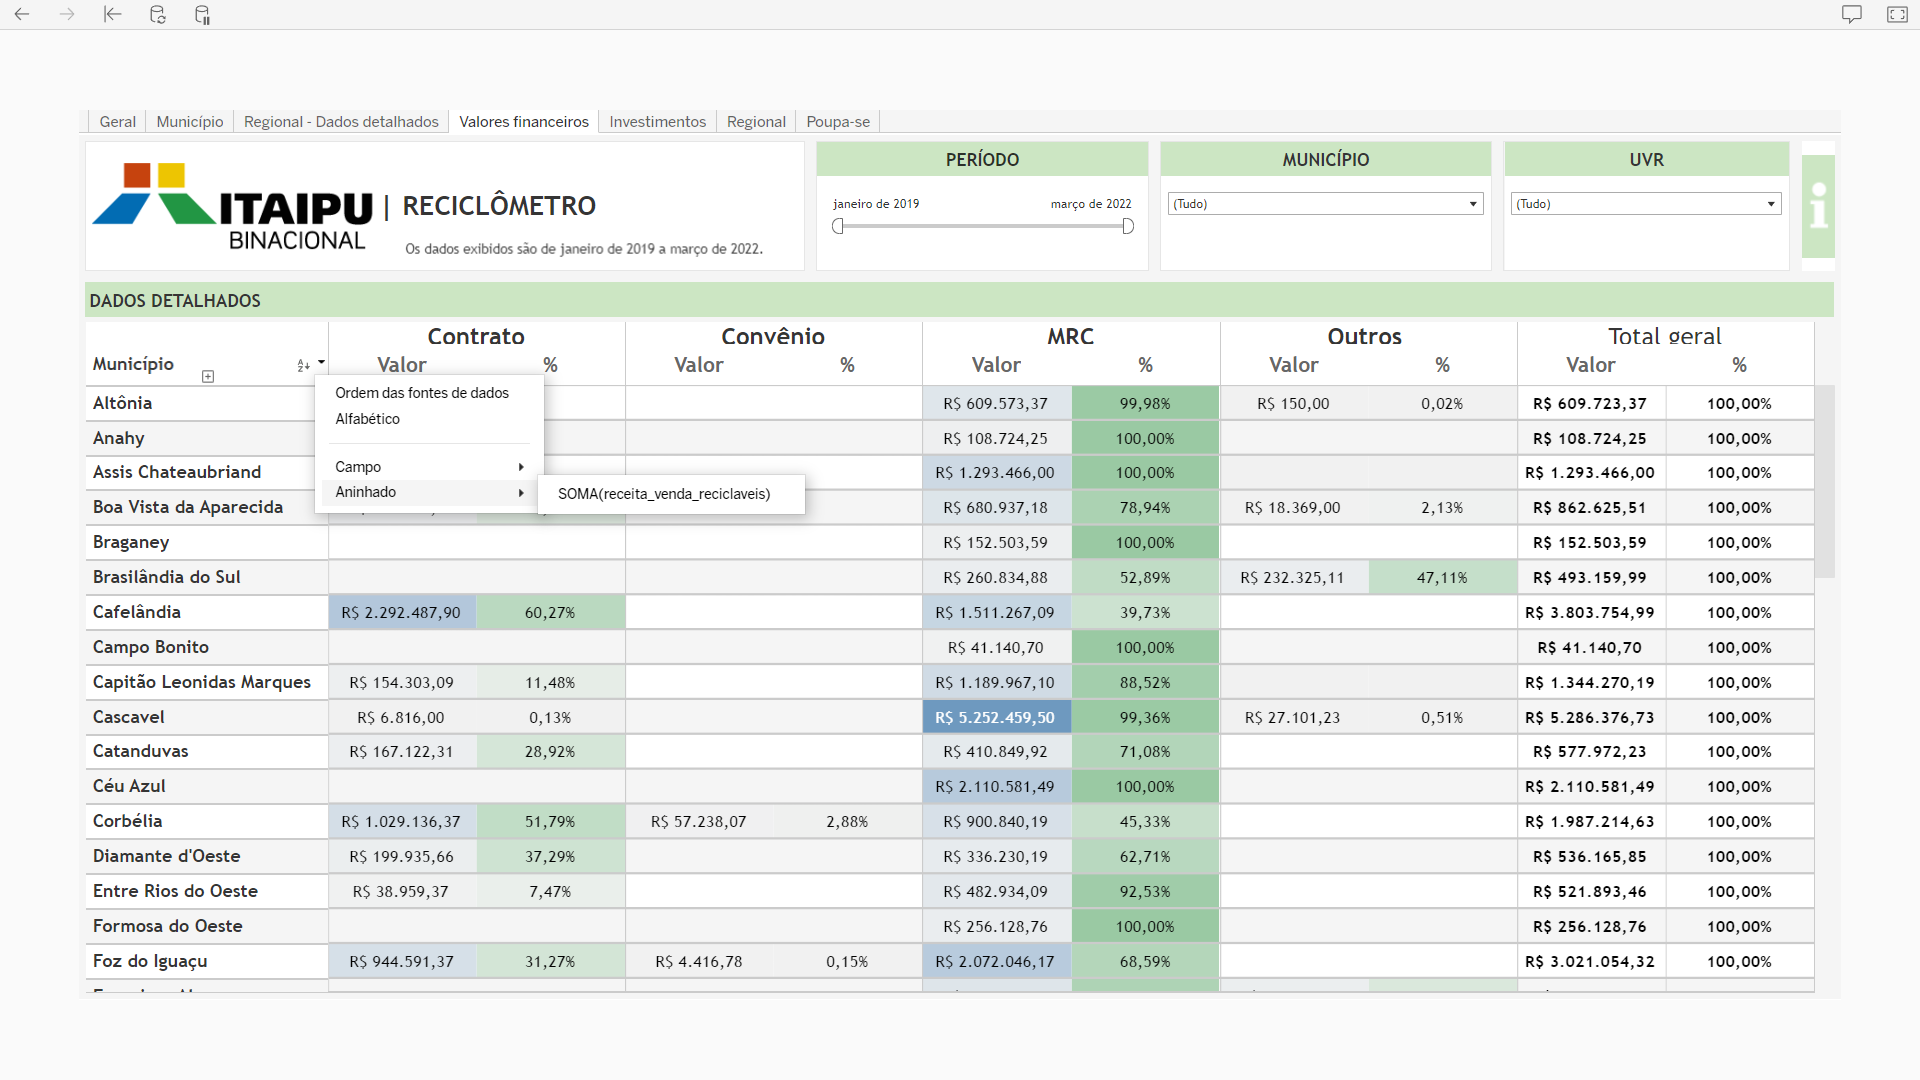 Geral Município Regional - Dados detalhados Valores financeiros Investimentos Regional Poupa-se
ITAIPU BINACIONAL | RECICLÔMETRO
Os dados exibidos são de janeiro de 2019 a março de 2022.
PERÍODO
janeiro de 2019 março de 2022
MUNICÍPIO
(Tudo)
UVR
(Tudo)
DADOS DETALHADOS
Contrato Convênio MRC Outros Total geral
Município Valor % Valor % Valor % Valor % Valor %
Ordem das fontes de dados
Alfabético
Campo
Aninhado
SOMA(receita_venda_reciclaveis)
Altônia R$ 609.573,37 99,98% R$ 150,00 0,02% R$ 609.723,37 100,00%
Anahy R$ 108.724,25 100,00% R$ 108.724,25 100,00%
Assis Chateaubriand R$ 1.293.466,00 100,00% R$ 1.293.466,00 100,00%
Boa Vista da Aparecida R$ 680.937,18 78,94% R$ 18.369,00 2,13% R$ 862.625,51 100,00%
Braganey R$ 152.503,59 100,00% R$ 152.503,59 100,00%
Brasilândia do Sul R$ 260.834,88 52,89% R$ 232.325,11 47,11% R$ 493.159,99 100,00%
Cafelândia R$ 2.292.487,90 60,27% R$ 1.511.267,09 39,73% R$ 3.803.754,99 100,00%
Campo Bonito R$ 41.140,70 100,00% R$ 41.140,70 100,00%
Capitão Leonidas Marques R$ 154.303,09 11,48% R$ 1.189.967,10 88,52% R$ 1.344.270,19 100,00%
Cascavel R$ 6.816,00 0,13% R$ 5.252.459,50 99,36% R$ 27.101,23 0,51% R$ 5.286.376,73 100,00%
Catanduvas R$ 167.122,31 28,92% R$ 410.849,92 71,08% R$ 577.972,23 100,00%
Céu Azul R$ 2.110.581,49 100,00% R$ 2.110.581,49 100,00%
Corbélia R$ 1.029.136,37 51,79% R$ 57.238,07 2,88% R$ 900.840,19 45,33% R$ 1.987.214,63 100,00%
Diamante d'Oeste R$ 199.935,66 37,29% R$ 336.230,19 62,71% R$ 536.165,85 100,00%
Entre Rios do Oeste R$ 38.959,37 7,47% R$ 482.934,09 92,53% R$ 521.893,46 100,00%
Formosa do Oeste R$ 256.128,76 100,00% R$ 256.128,76 100,00%
Foz do Iguaçu R$ 944.591,37 31,27% R$ 4.416,78 0,15% R$ 2.072.046,17 68,59% R$ 3.021.054,32 100,00%